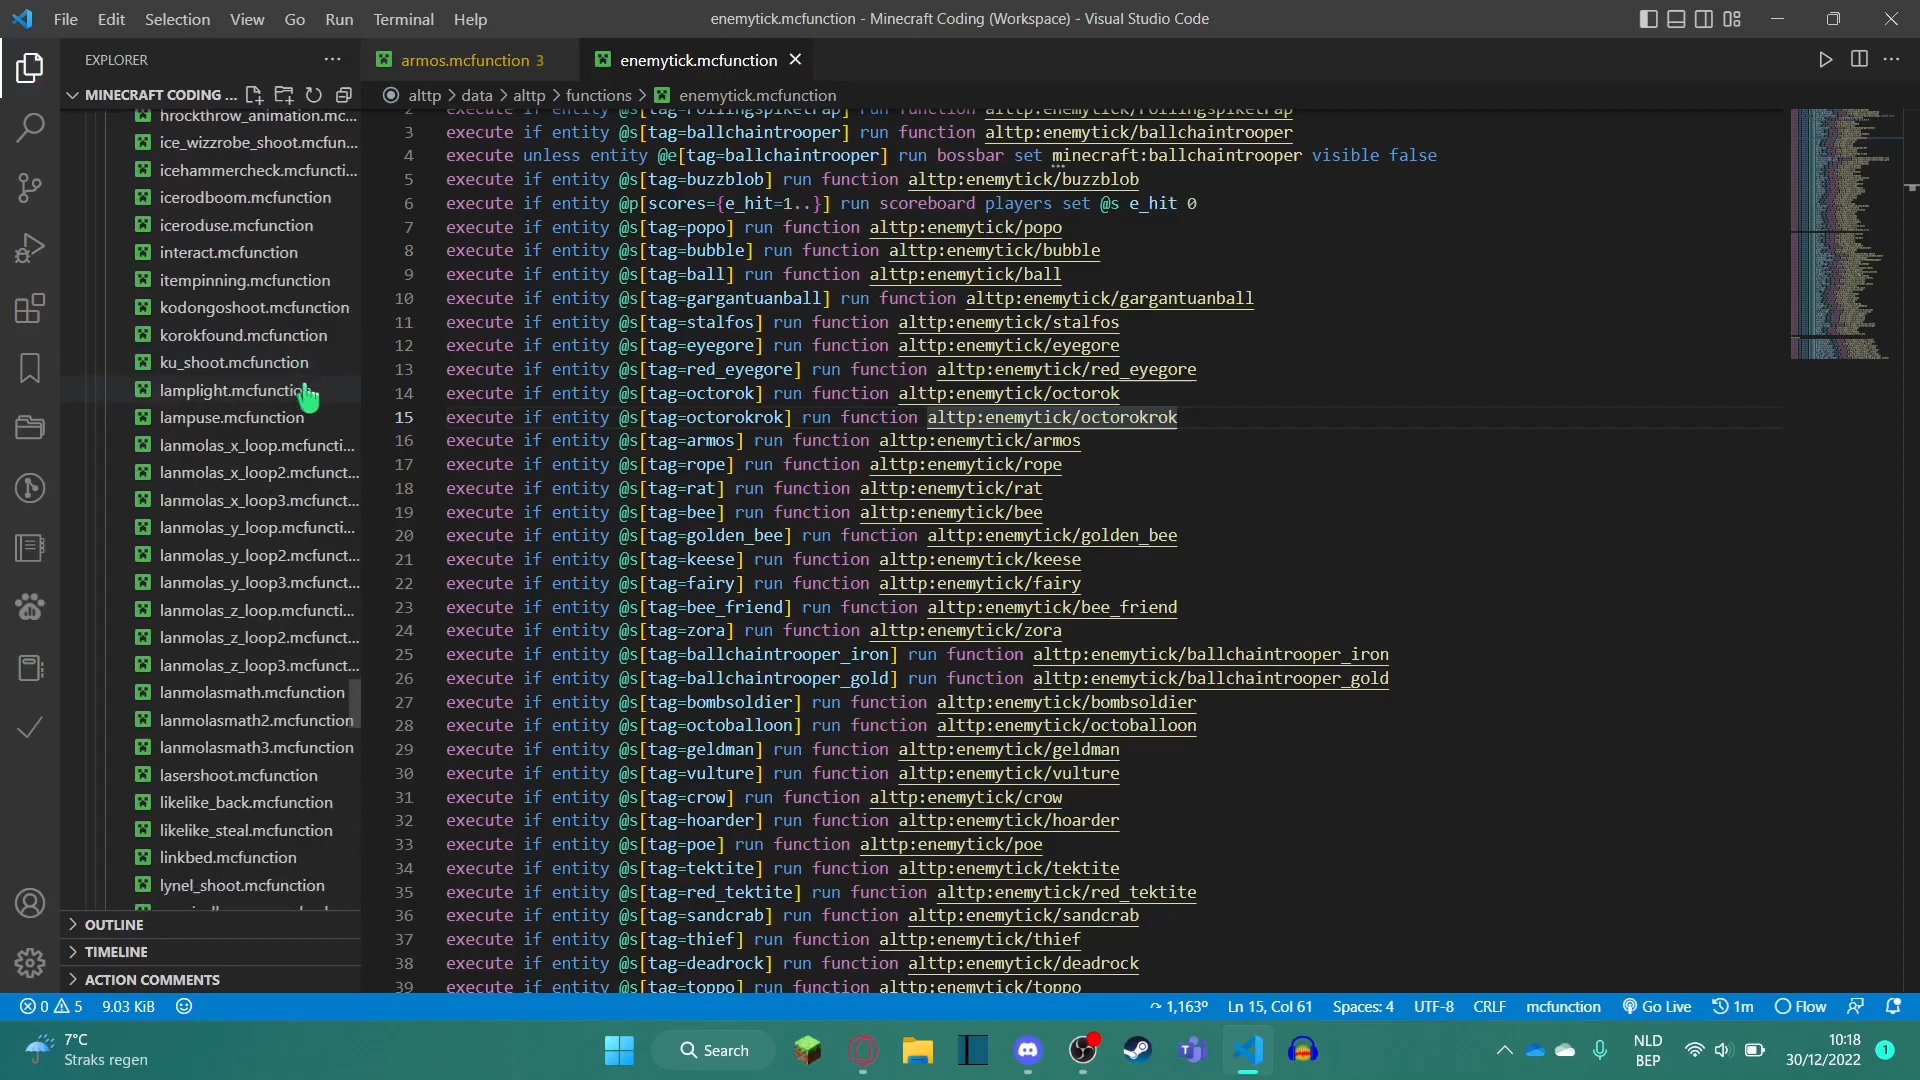 File Edit Selection View Go Run Terminal Help
enemytick.mcfunction - Minecraft Coding (Workspace) - Visual Studio Code
EXPLORER
armos.mcfunction 3
enemytick.mcfunction
MINECRAFT CODING ...
alttp > data > alttp > functions > enemytick.mcfunction
hrockthrow_animation.mc...
ice_wizzrobe_shoot.mcfun...
icehammercheck.mcfuncti...
icerodboom.mcfunction
iceroduse.mcfunction
interact.mcfunction
itempinning.mcfunction
kodongoshoot.mcfunction
korokfound.mcfunction
ku_shoot.mcfunction
lamplight.mcfunction
lampuse.mcfunction
lanmolas_x_loop.mcfuncti...
lanmolas_x_loop2.mcfunct...
lanmolas_x_loop3.mcfunct...
lanmolas_y_loop.mcfuncti...
lanmolas_y_loop2.mcfunct...
lanmolas_y_loop3.mcfunct...
lanmolas_z_loop.mcfuncti...
lanmolas_z_loop2.mcfunct...
lanmolas_z_loop3.mcfunct...
lanmolasmath.mcfunction
lanmolasmath2.mcfunction
lanmolasmath3.mcfunction
lasershoot.mcfunction
likelike_back.mcfunction
likelike_steal.mcfunction
linkbed.mcfunction
lynel_shoot.mcfunction
OUTLINE
TIMELINE
ACTION COMMENTS
2 execute if entity @s[tag=rollingspiketrap] run function alttp:enemytick/rollingspiketrap
3 execute if entity @s[tag=ballchaintrooper] run function alttp:enemytick/ballchaintrooper
4 execute unless entity @e[tag=ballchaintrooper] run bossbar set minecraft:ballchaintrooper visible false
5 execute if entity @s[tag=buzzblob] run function alttp:enemytick/buzzblob
6 execute if entity @p[scores={e_hit=1..}] run scoreboard players set @s e_hit 0
7 execute if entity @s[tag=popo] run function alttp:enemytick/popo
8 execute if entity @s[tag=bubble] run function alttp:enemytick/bubble
9 execute if entity @s[tag=ball] run function alttp:enemytick/ball
10 execute if entity @s[tag=gargantuanball] run function alttp:enemytick/gargantuanball
11 execute if entity @s[tag=stalfos] run function alttp:enemytick/stalfos
12 execute if entity @s[tag=eyegore] run function alttp:enemytick/eyegore
13 execute if entity @s[tag=red_eyegore] run function alttp:enemytick/red_eyegore
14 execute if entity @s[tag=octorok] run function alttp:enemytick/octorok
15 execute if entity @s[tag=octorokrok] run function alttp:enemytick/octorokrok
16 execute if entity @s[tag=armos] run function alttp:enemytick/armos
17 execute if entity @s[tag=rope] run function alttp:enemytick/rope
18 execute if entity @s[tag=rat] run function alttp:enemytick/rat
19 execute if entity @s[tag=bee] run function alttp:enemytick/bee
20 execute if entity @s[tag=golden_bee] run function alttp:enemytick/golden_bee
21 execute if entity @s[tag=keese] run function alttp:enemytick/keese
22 execute if entity @s[tag=fairy] run function alttp:enemytick/fairy
23 execute if entity @s[tag=bee_friend] run function alttp:enemytick/bee_friend
24 execute if entity @s[tag=zora] run function alttp:enemytick/zora
25 execute if entity @s[tag=ballchaintrooper_iron] run function alttp:enemytick/ballchaintrooper_iron
26 execute if entity @s[tag=ballchaintrooper_gold] run function alttp:enemytick/ballchaintrooper_gold
27 execute if entity @s[tag=bombsoldier] run function alttp:enemytick/bombsoldier
28 execute if entity @s[tag=octoballoon] run function alttp:enemytick/octoballoon
29 execute if entity @s[tag=geldman] run function alttp:enemytick/geldman
30 execute if entity @s[tag=vulture] run function alttp:enemytick/vulture
31 execute if entity @s[tag=crow] run function alttp:enemytick/crow
32 execute if entity @s[tag=hoarder] run function alttp:enemytick/hoarder
33 execute if entity @s[tag=poe] run function alttp:enemytick/poe
34 execute if entity @s[tag=tektite] run function alttp:enemytick/tektite
35 execute if entity @s[tag=red_tektite] run function alttp:enemytick/red_tektite
36 execute if entity @s[tag=sandcrab] run function alttp:enemytick/sandcrab
37 execute if entity @s[tag=thief] run function alttp:enemytick/thief
38 execute if entity @s[tag=deadrock] run function alttp:enemytick/deadrock
39 execute if entity @s[tag=toppo] run function alttp:enemytick/toppo
0 5 9.03 KiB
1,163º Ln 15, Col 61 Spaces: 4 UTF-8 CRLF mcfunction Go Live 1m Flow
7°C
Straks regen
Search
NLD
BEP
10:18
30/12/2022
1